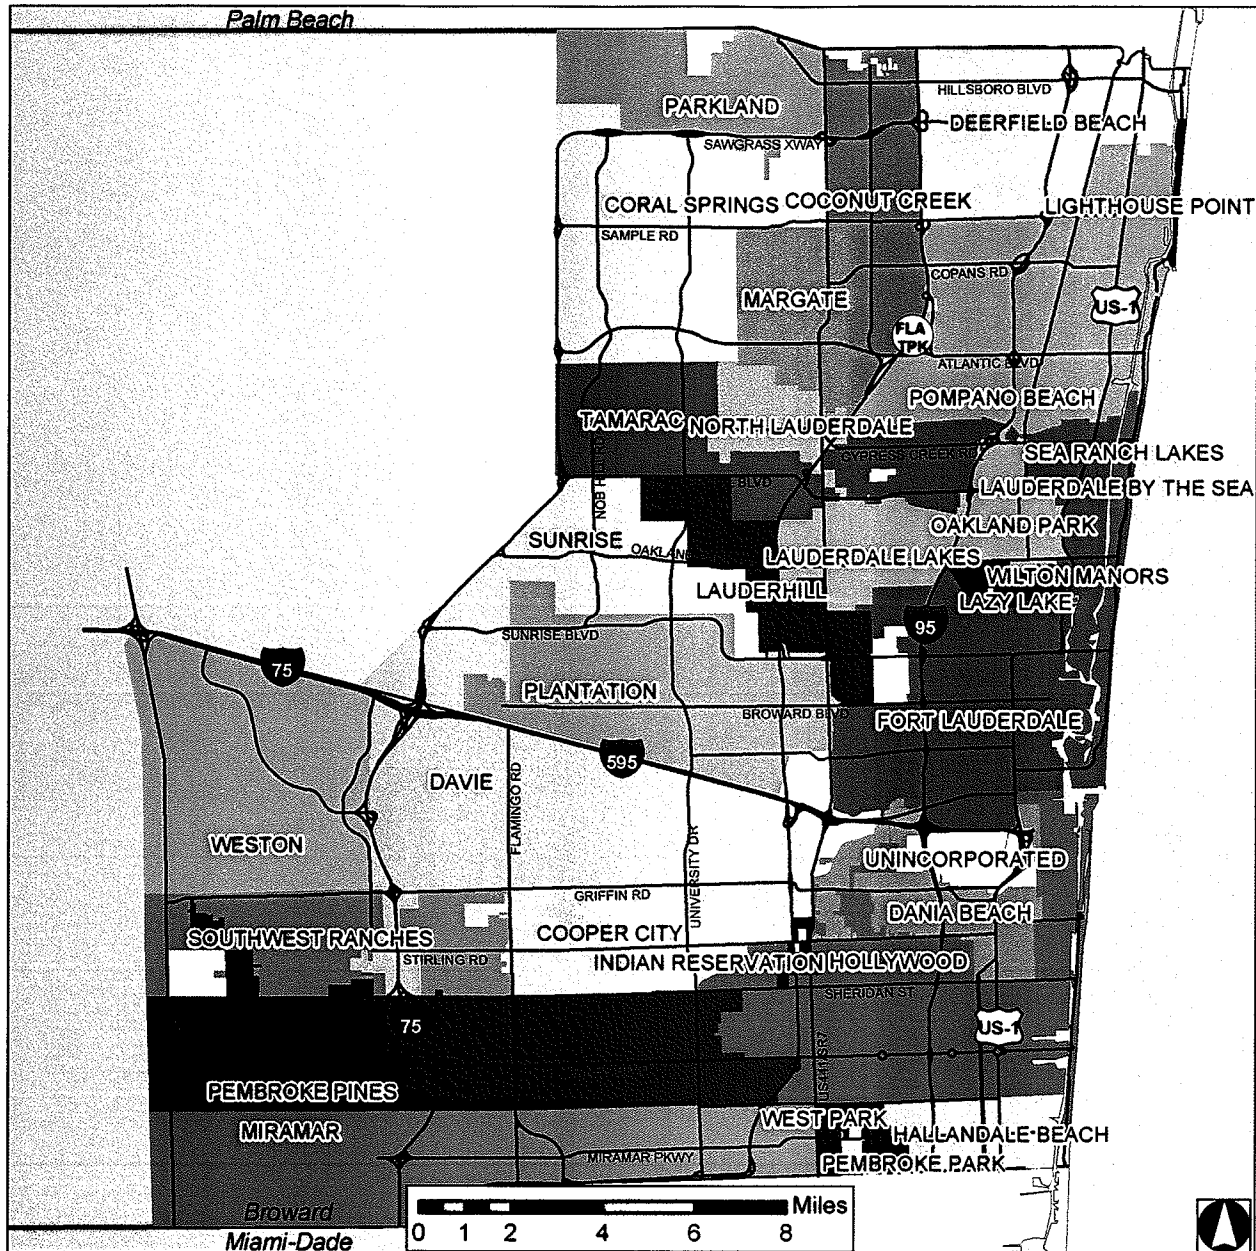 Palm Beach
HILLSBORO BLVD
PARKLAND
DEERFIELD BEACH
SAWGRASS XWAY
CORAL SPRINGS
COCONUT CREEK
LIGHTHOUSE POINT
SAMPLE RD
COPANS RD
MARGATE
US-1
FLA
TPK
ATLANTIC BLVD
POMPANO BEACH
TAMARAC
NORTH LAUDERDALE
CYPRESS CREEK RD
SEA RANCH LAKES
BLVD
LAUDERDALE BY THE SEA
NOB HILL RD
OAKLAND PARK
SUNRISE
OAKLAND
LAUDERDALE LAKES
WILTON MANORS
LAUDERHILL
LAZY LAKE
95
SUNRISE BLVD
75
PLANTATION
BROWARD BLVD
FORT LAUDERDALE
595
DAVIE
FLAMINGO RD
WESTON
UNIVERSITY DR
UNINCORPORATED
GRIFFIN RD
DANIA BEACH
SOUTHWEST RANCHES
COOPER CITY
STIRLING RD
INDIAN RESERVATION
HOLLYWOOD
SHERIDAN ST
75
US-1
US441/SR7
PEMBROKE PINES
MIRAMAR
WEST PARK
HALLANDALE BEACH
MIRAMAR PKWY
PEMBROKE PARK
Broward
Miami-Dade
Miles
0 1 2 4 6 8